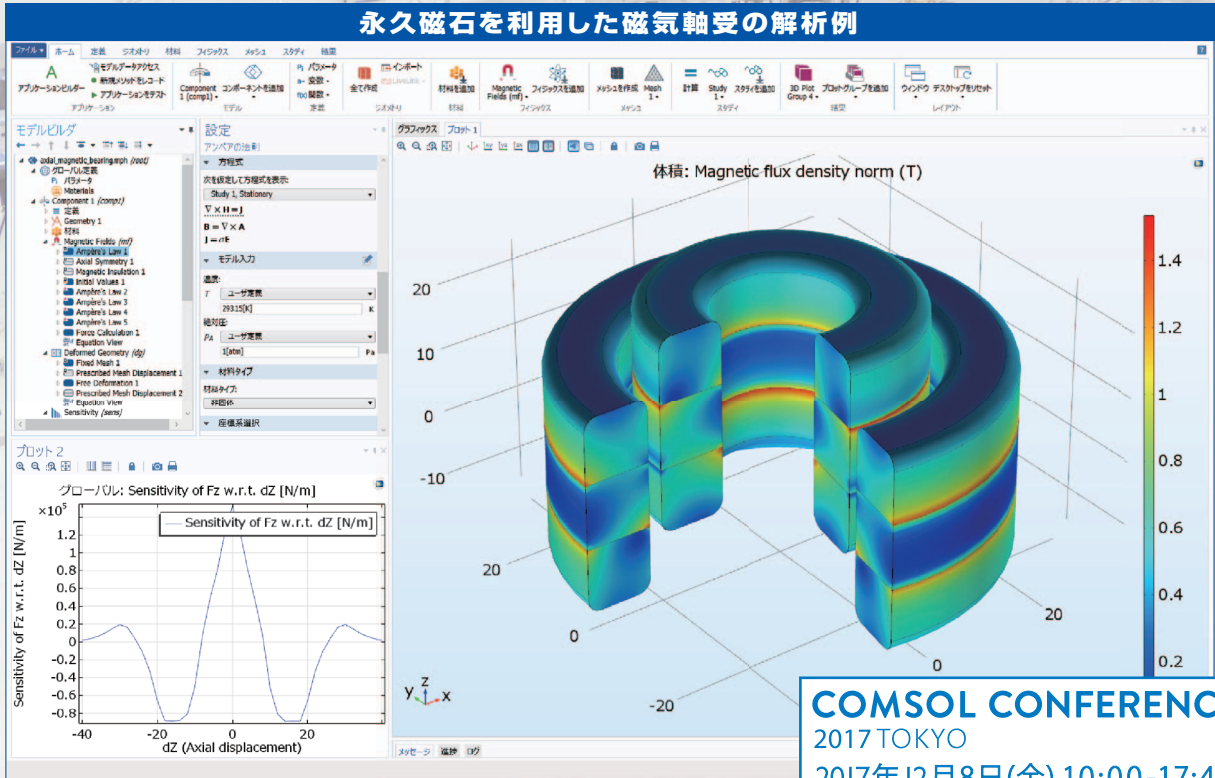 永久磁石を利用した磁気軸受の解析例
ファイル ホーム 定義 ジオメトリ 材料 フィジックス メッシュ スタディ 結果
アプリケーションビルダー
モデルデータアクセス
新規メソッドをレコード
アプリケーションをテスト
アプリケーション
Component 1 (comp1)
コンポーネントを追加
モデル
Pi パラメータ
a= 変数
f(x) 関数
定義
全て作成
インポート
LiveLink
ジオメトリ
材料を追加
材料
Magnetic Fields (mf)
フィジックスを追加
フィジックス
メッシュを作成
Mesh 1
メッシュ
計算
Study 1
スタディを追加
スタディ
3D Plot Group 4
プロットグループを追加
結果
ウィンドウ
デスクトップをリセット
レイアウト
モデルビルダ
axial_magnetic_bearing.mph (root)
グローバル定義
Pi パラメータ
Materials
Component 1 (comp1)
定義
Geometry 1
材料
Magnetic Fields (mf)
Ampère's Law 1
Axial Symmetry 1
Magnetic Insulation 1
Initial Values 1
Ampère's Law 2
Ampère's Law 3
Ampère's Law 4
Ampère's Law 5
Force Calculation 1
Equation View
Deformed Geometry (dg)
Fixed Mesh 1
Prescribed Mesh Displacement 1
Free Deformation 1
Prescribed Mesh Displacement 2
Equation View
Sensitivity (sens)
設定
アンペアの法則
方程式
次を仮定して方程式を表示:
Study 1, Stationary
∇ × H = J
B = ∇ × A
J = σE
モデル入力
温度:
T ユーザ定義
293.15[K] K
絶対圧:
pA ユーザ定義
1[atm] Pa
材料タイプ
材料タイプ:
非固体
座標系選択
グラフィックス プロット 1
体積: Magnetic flux density norm (T)
20
10
0
-10
20
0
-20
0
20
1.4
1.2
1
0.8
0.6
0.4
0.2
y z x
プロット 2
グローバル: Sensitivity of Fz w.r.t. dZ [N/m]
×10⁵
Sensitivity of Fz w.r.t. dZ [N/m]
Sensitivity of Fz w.r.t. dZ [N/m]
1.2
1
0.8
0.6
0.4
0.2
0
-0.2
-0.4
-0.6
-0.8
-40 -20 0 20
dZ (Axial displacement)
メッセージ 進捗 ログ
COMSOL CONFERENC
2017 TOKYO
2017年12月8日(金) 10:00-17:4